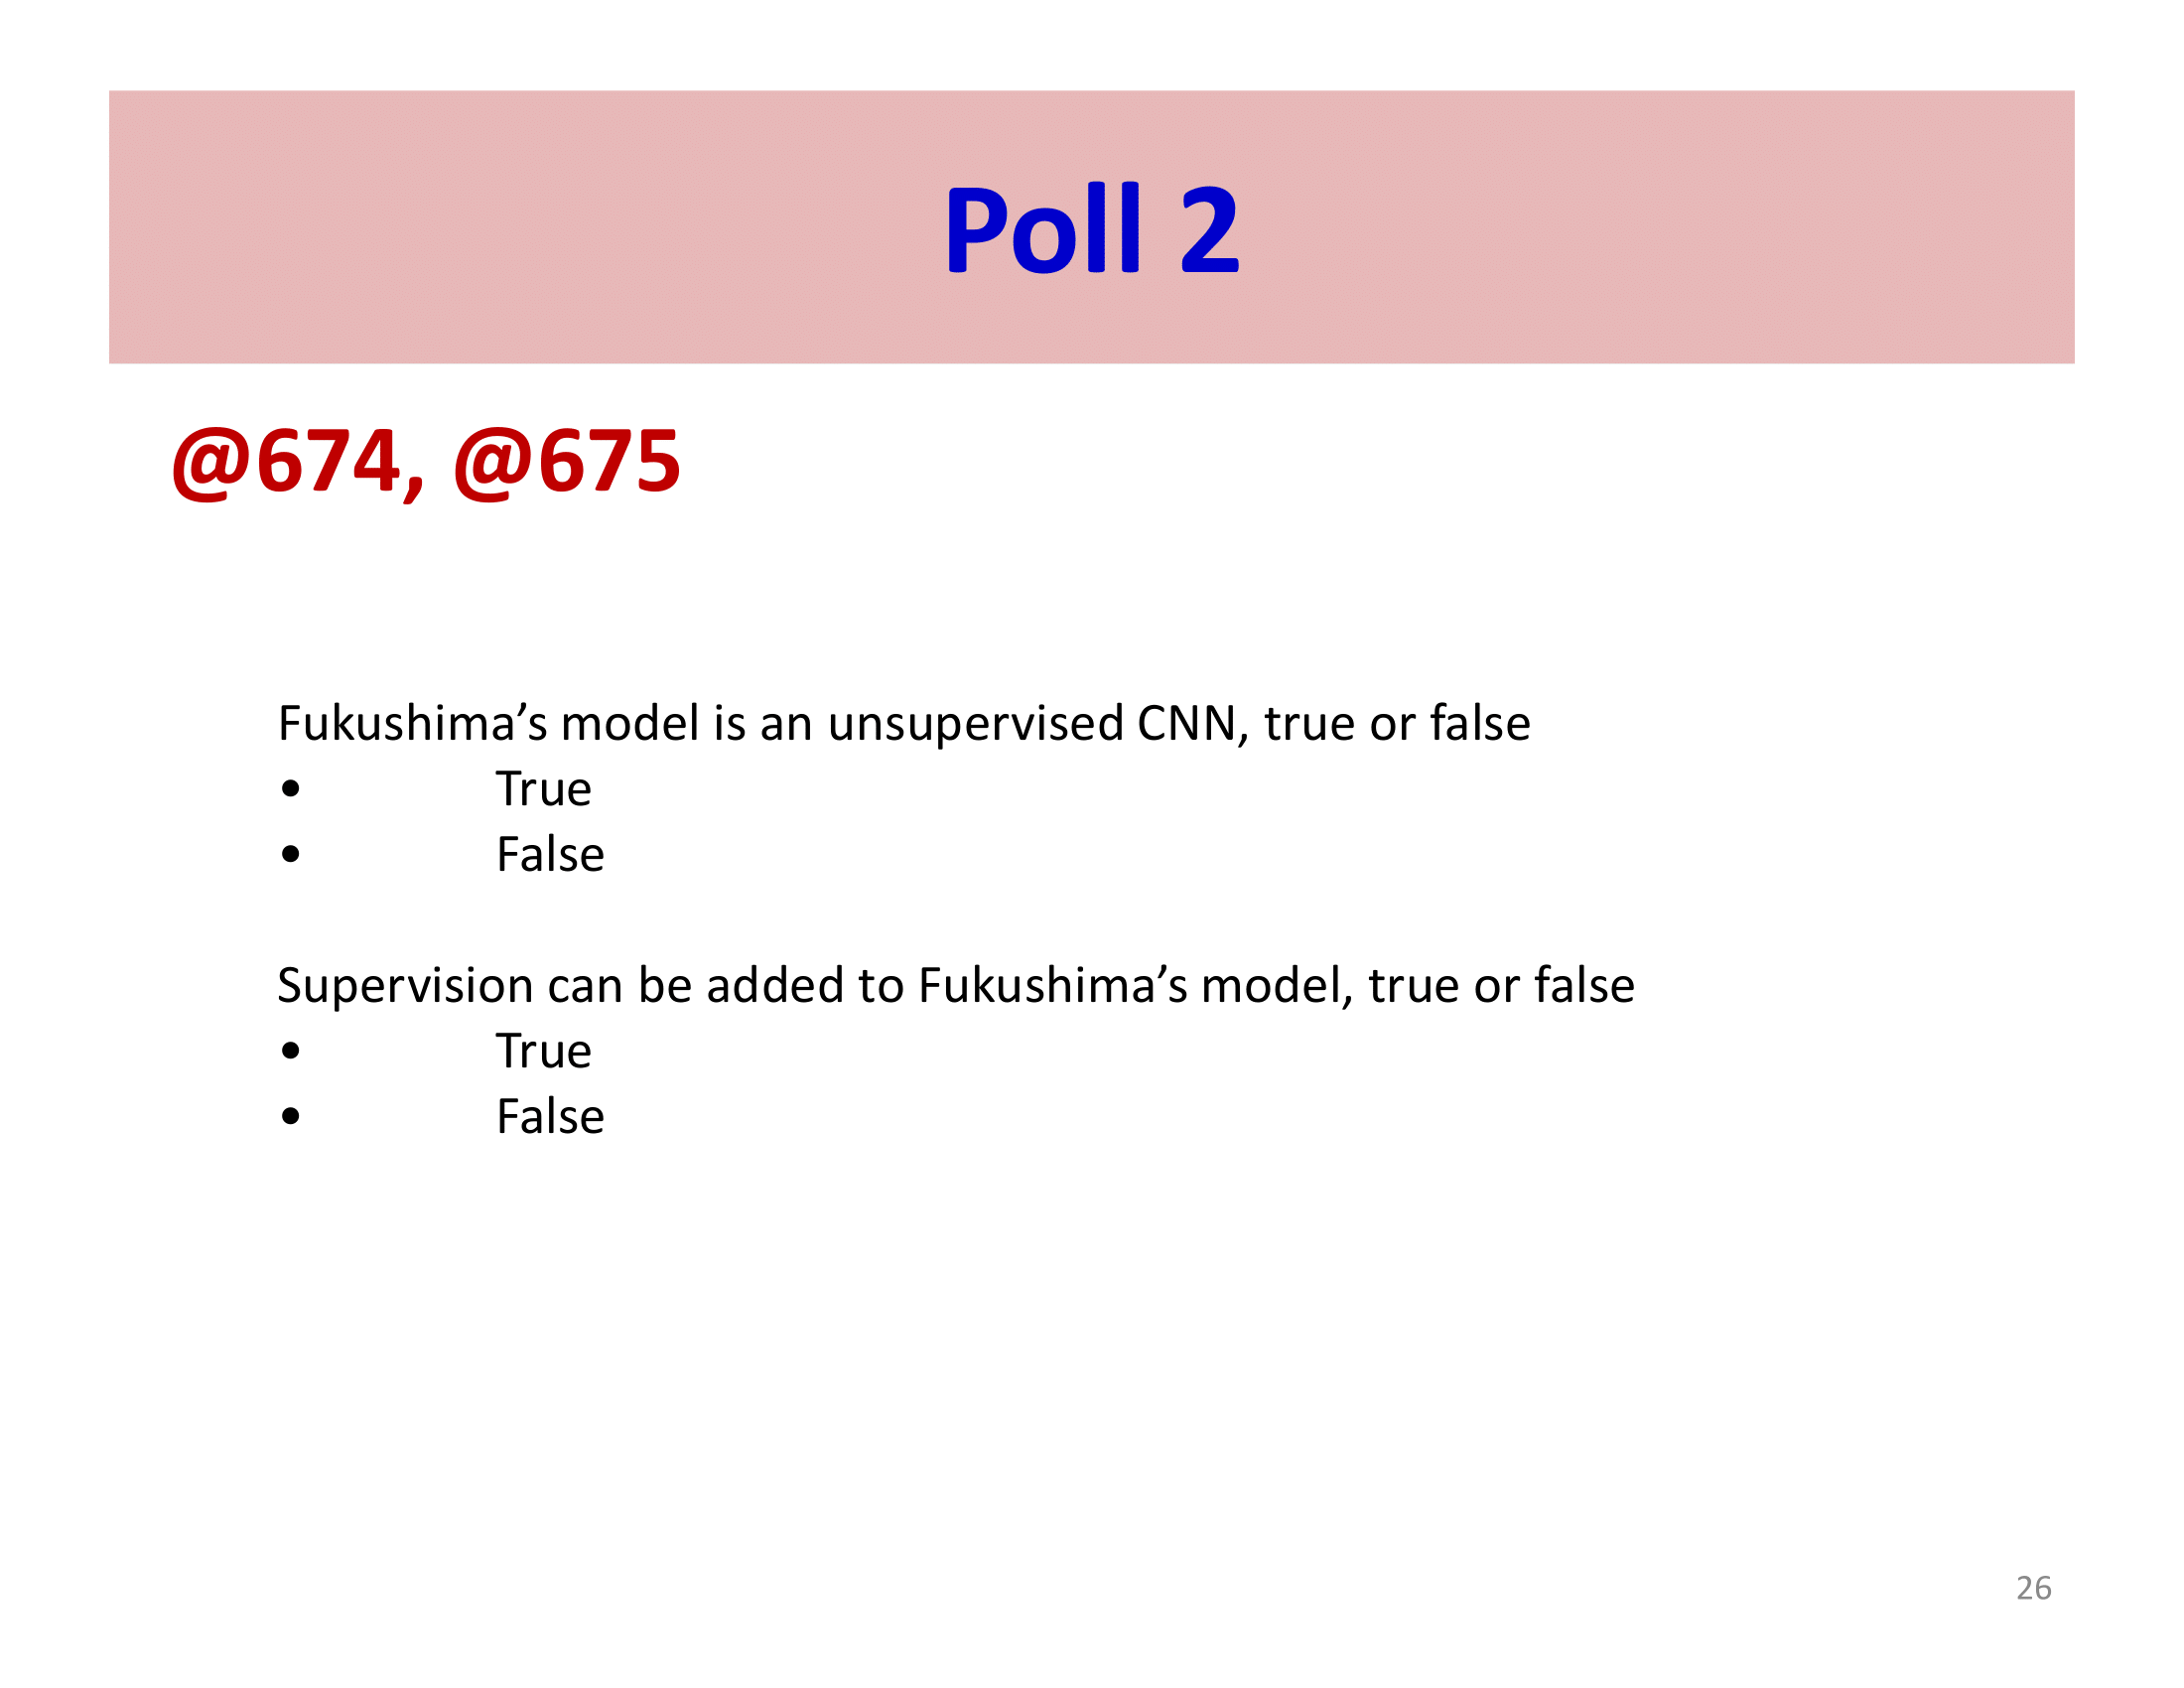 Poll 2
@674, @675
Fukushima’s model is an unsupervised CNN, true or false
• True
• False
Supervision can be added to Fukushima’s model, true or false
• True
• False
26